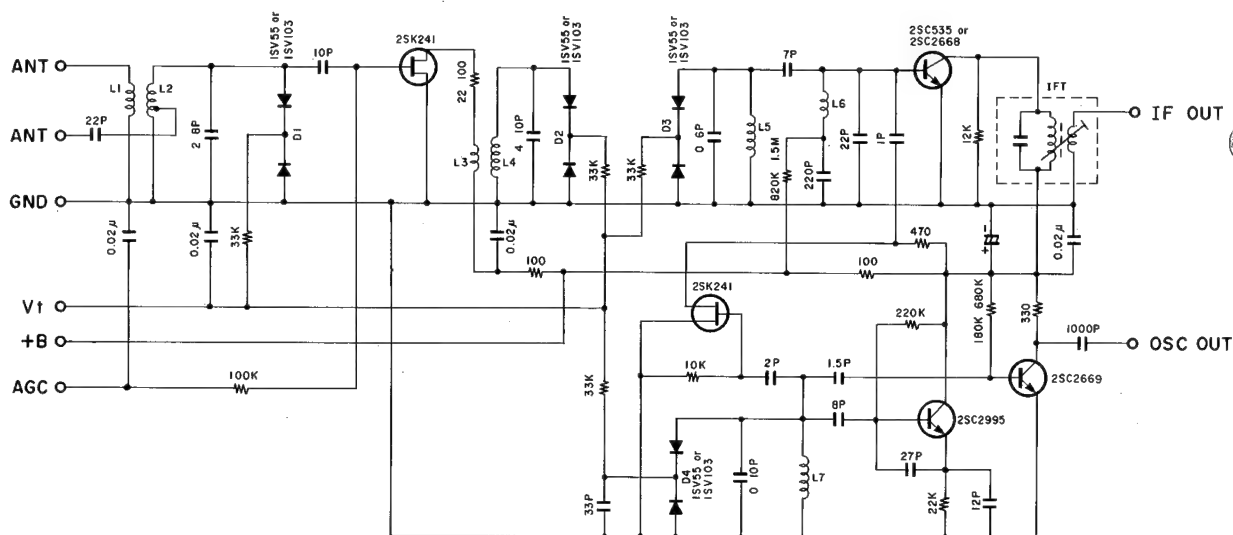 ANT
ANT
GND
Vt
+B
AGC
22P
L1
L2
2 8P
1SV55 or
1SV103
D1
10P
0.02μ
0.02μ
33K
100K
2SK241
22 100
L3
L4
4 10P
1SV55 or
1SV103
D2
33K
0.02μ
100
33K
1SV55 or
1SV103
D3
0 6P
L5
7P
L6
820K 1.5M
220P
22P
1P
2SC535 or
2SC2668
12K
IFT
IF OUT
470
100
0.02μ
- +
2SK241
220K
180K 680K
330
1000P
OSC OUT
10K
2P
1.5P
2SC2669
33K
8P
2SC2995
D4
1SV55 or
1SV103
0 10P
L7
27P
33P
22K
12P